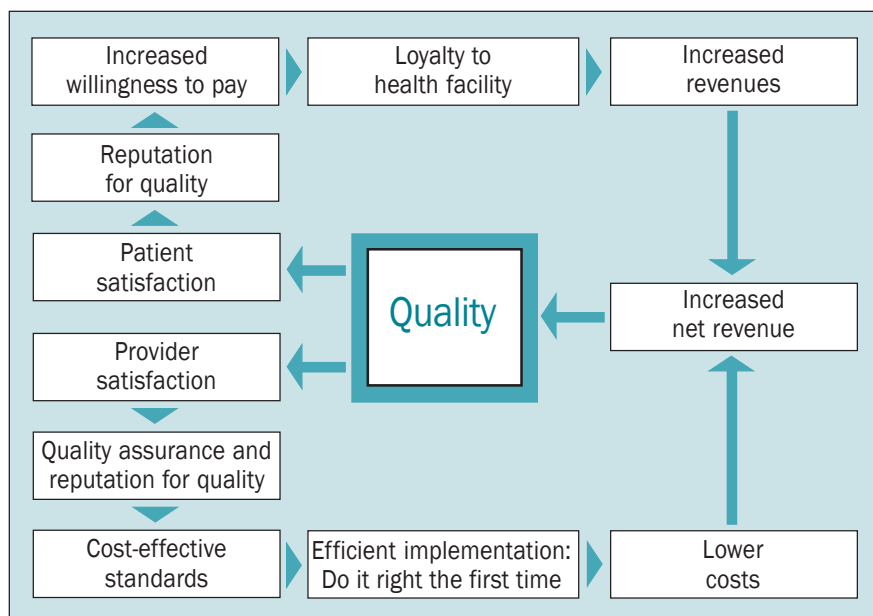 Increased
willingness to pay
Loyalty to
health facility
Increased
revenues
Reputation
for quality
Patient
satisfaction
Quality
Increased
net revenue
Provider
satisfaction
Quality assurance and
reputation for quality
Cost-effective
standards
Efficient implementation:
Do it right the first time
Lower
costs